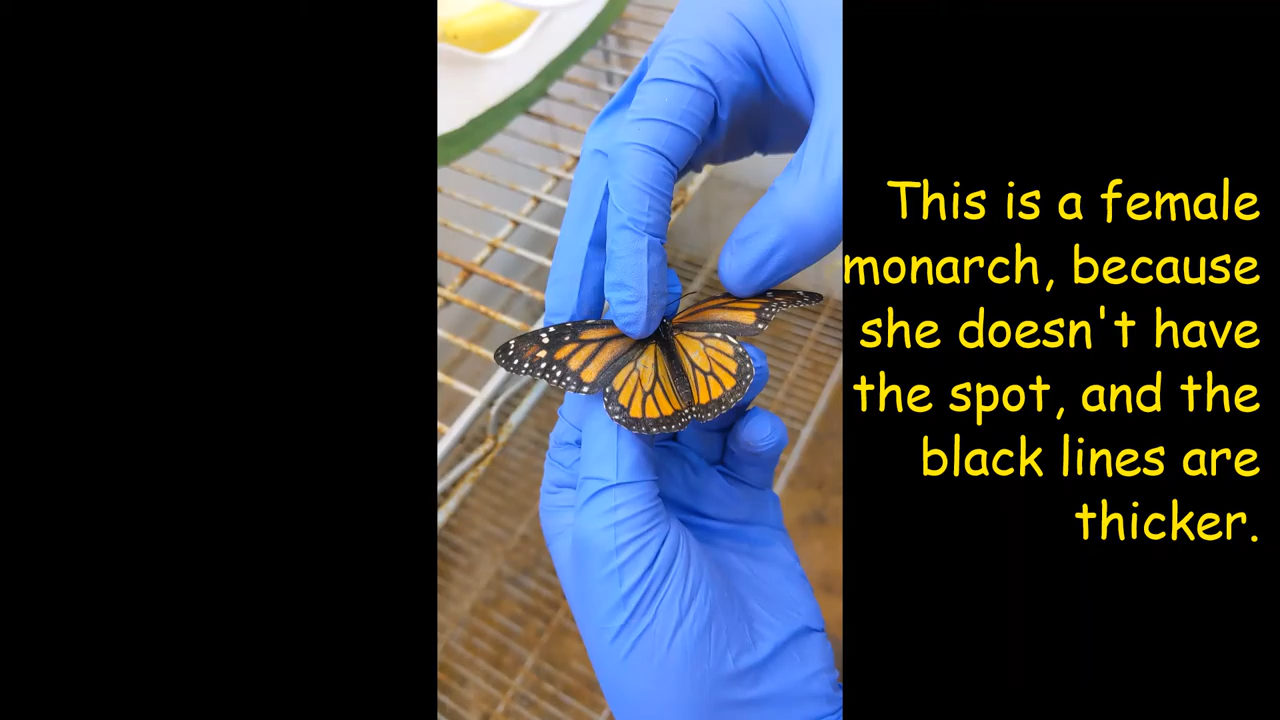 This is a female
monarch, because
she doesn't have
the spot, and the
black lines are
thicker.